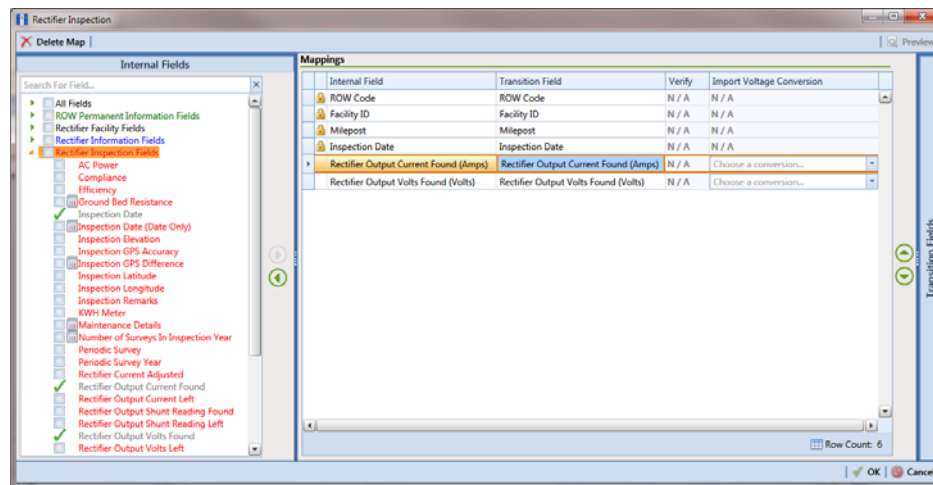 Rectifier Inspection
Delete Map
Preview
Internal Fields
Search For Field...
All Fields
ROW Permanent Information Fields
Rectifier Facility Fields
Rectifier Information Fields
Rectifier Inspection Fields
AC Power
Compliance
Efficiency
Ground Bed Resistance
Inspection Date
Inspection Date (Date Only)
Inspection Elevation
Inspection GPS Accuracy
Inspection GPS Difference
Inspection Latitude
Inspection Longitude
Inspection Remarks
KWH Meter
Maintenance Details
Number of Surveys In Inspection Year
Periodic Survey
Periodic Survey Year
Rectifier Current Adjusted
Rectifier Output Current Found
Rectifier Output Current Left
Rectifier Output Shunt Reading Found
Rectifier Output Shunt Reading Left
Rectifier Output Volts Found
Rectifier Output Volts Left
Mappings
Internal Field Transition Field Verify Import Voltage Conversion
ROW Code ROW Code N / A N / A
Facility ID Facility ID N / A N / A
Milepost Milepost N / A N / A
Inspection Date Inspection Date N / A N / A
Rectifier Output Current Found (Amps) Rectifier Output Current Found (Amps) N / A Choose a conversion...
Rectifier Output Volts Found (Volts) Rectifier Output Volts Found (Volts) N / A Choose a conversion...
Row Count: 6
Transition Fields
OK Cancel